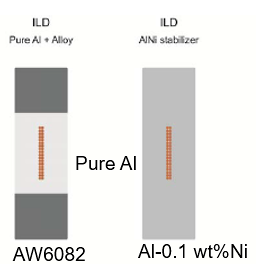 ILD
Pure Al + Alloy
ILD
AlNi stabilizer
Pure Al
AW6082
Al-0.1 wt%Ni